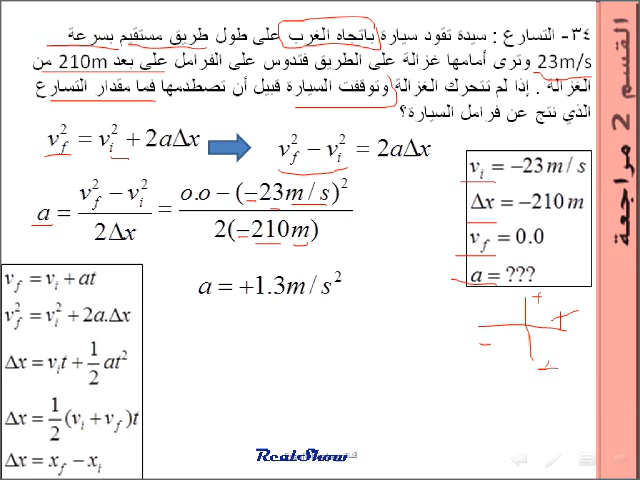 القسم 2 مراجعة
٣٤- التسارع : سيدة تقود سيارة باتجاه الغرب على طول طريق مستقيم بسرعة
23m/s وترى أمامها غزالة على الطريق فتدوس على الفرامل على بعد 210m من
الغزالة . إذا لم تتحرك الغزالة وتوقفت السيارة قبيل أن تصطدمها فما مقدار التسارع
الذي نتج عن فرامل السيارة؟
v_f^2 = v_i^2 + 2aΔx
v_f^2 − v_i^2 = 2aΔx
a = (v_f^2 − v_i^2) / 2Δx = (o.o − (−23m/s)^2) / 2(−210m)
a = +1.3m/s^2
v_i = −23m/s
Δx = −210m
v_f = 0.0
a = ???
+
+
−
v_f = v_i + at
v_f^2 = v_i^2 + 2a.Δx
Δx = v_i t + 1/2 at^2
Δx = 1/2 (v_i + v_f)t
Δx = x_f − x_i
RealShow